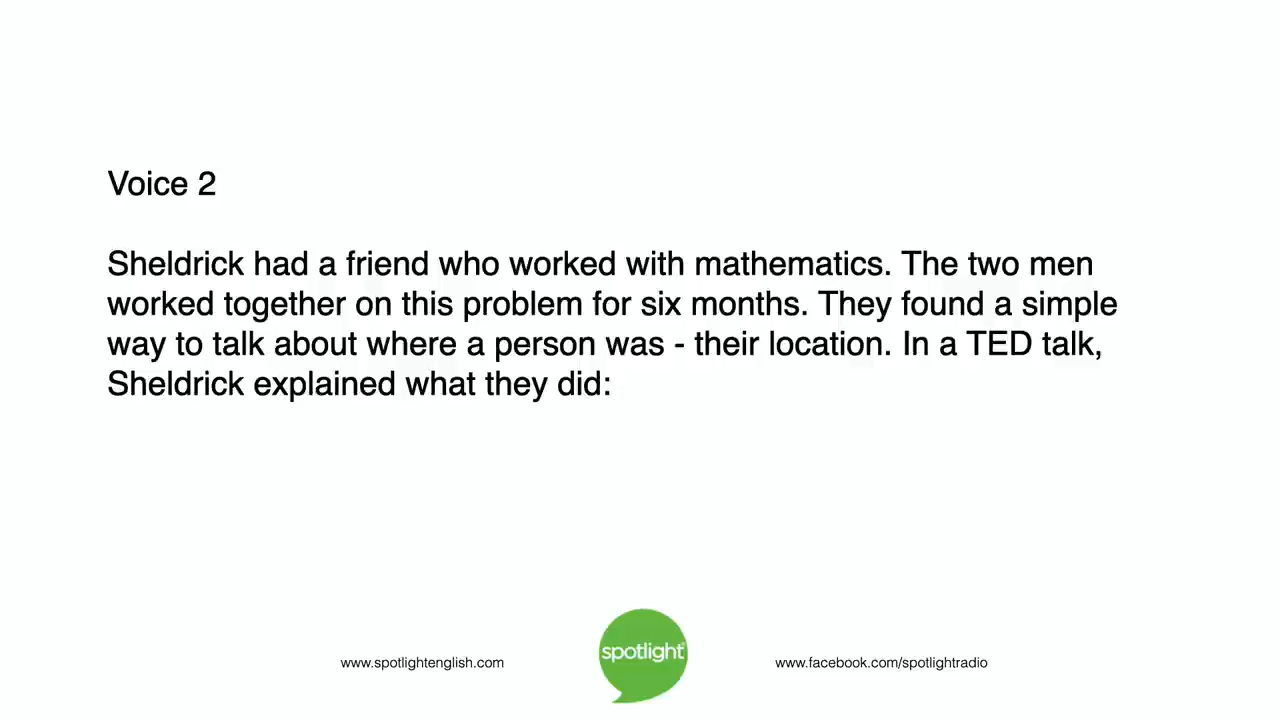 Voice 2
Sheldrick had a friend who worked with mathematics. The two men
worked together on this problem for six months. They found a simple
way to talk about where a person was - their location. In a TED talk,
Sheldrick explained what they did:
www.spotlightenglish.com
spotlight
www.facebook.com/spotlightradio